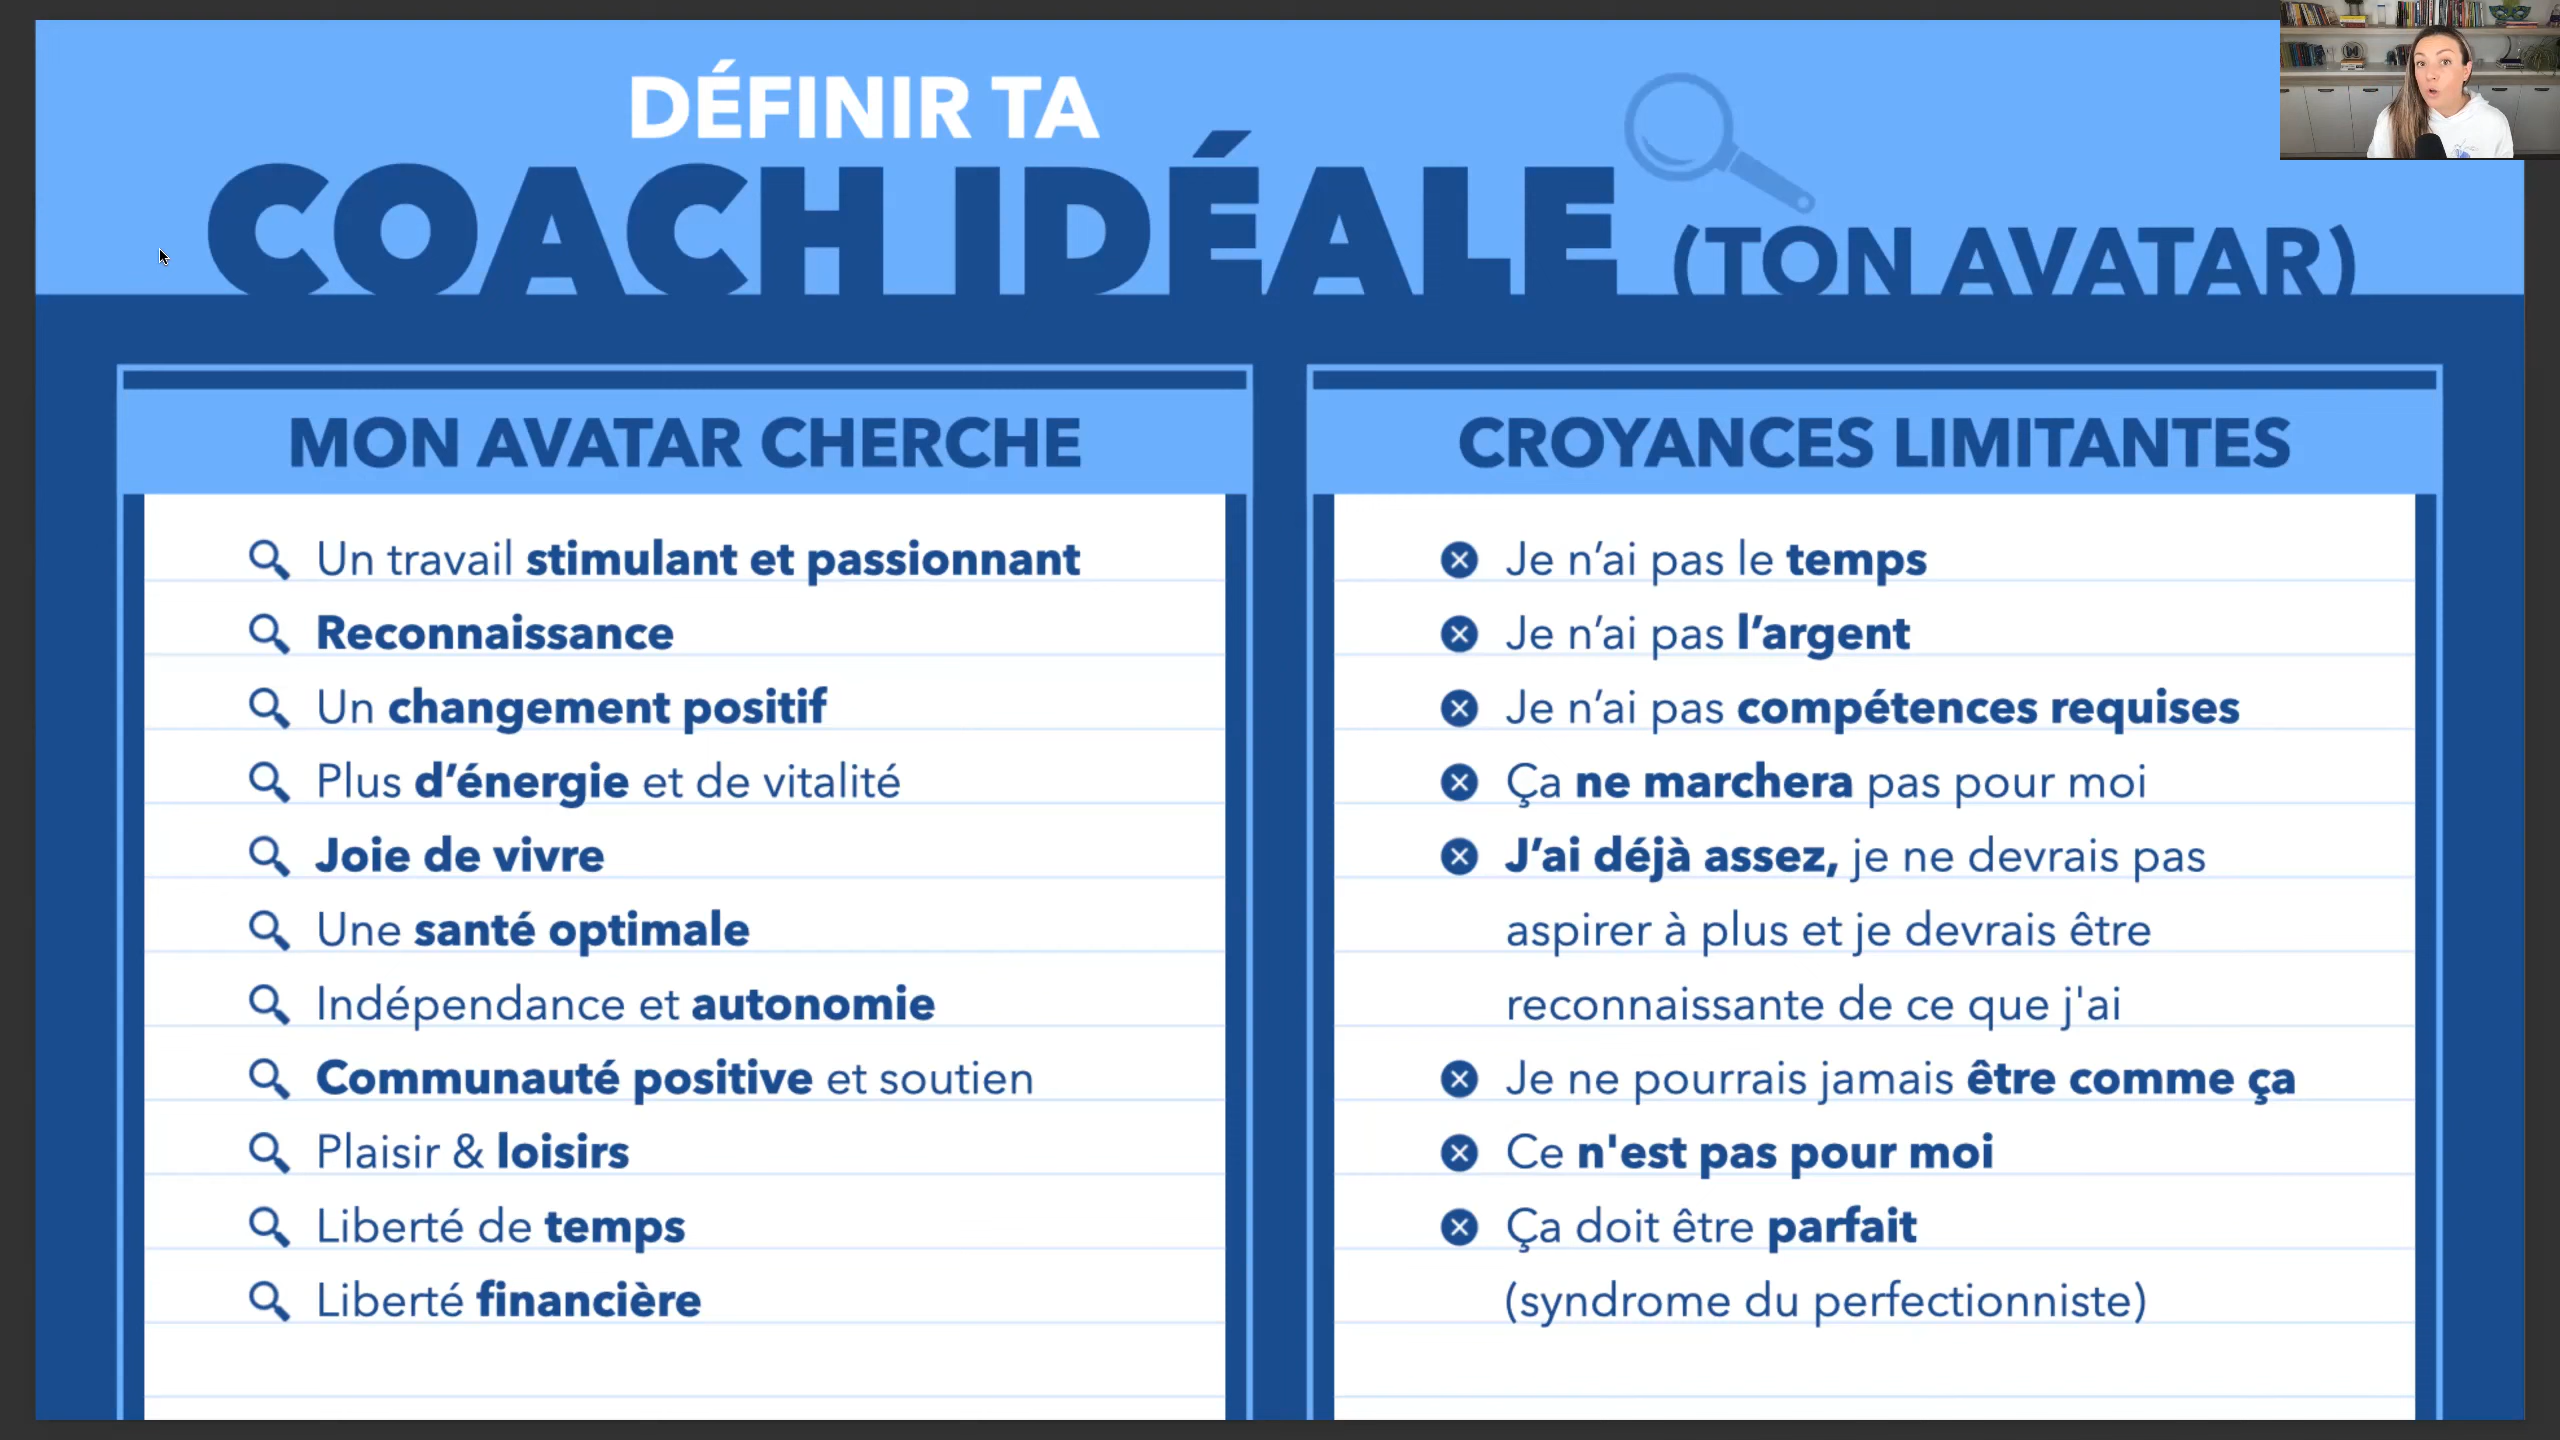 DÉFINIR TA
COACH IDÉALE (TON AVATAR)
MON AVATAR CHERCHE
Un travail stimulant et passionnant
Reconnaissance
Un changement positif
Plus d’énergie et de vitalité
Joie de vivre
Une santé optimale
Indépendance et autonomie
Communauté positive et soutien
Plaisir & loisirs
Liberté de temps
Liberté financière
CROYANCES LIMITANTES
Je n’ai pas le temps
Je n’ai pas l’argent
Je n’ai pas compétences requises
Ça ne marchera pas pour moi
J’ai déjà assez, je ne devrais pas
aspirer à plus et je devrais être
reconnaissante de ce que j'ai
Je ne pourrais jamais être comme ça
Ce n'est pas pour moi
Ça doit être parfait
(syndrome du perfectionniste)